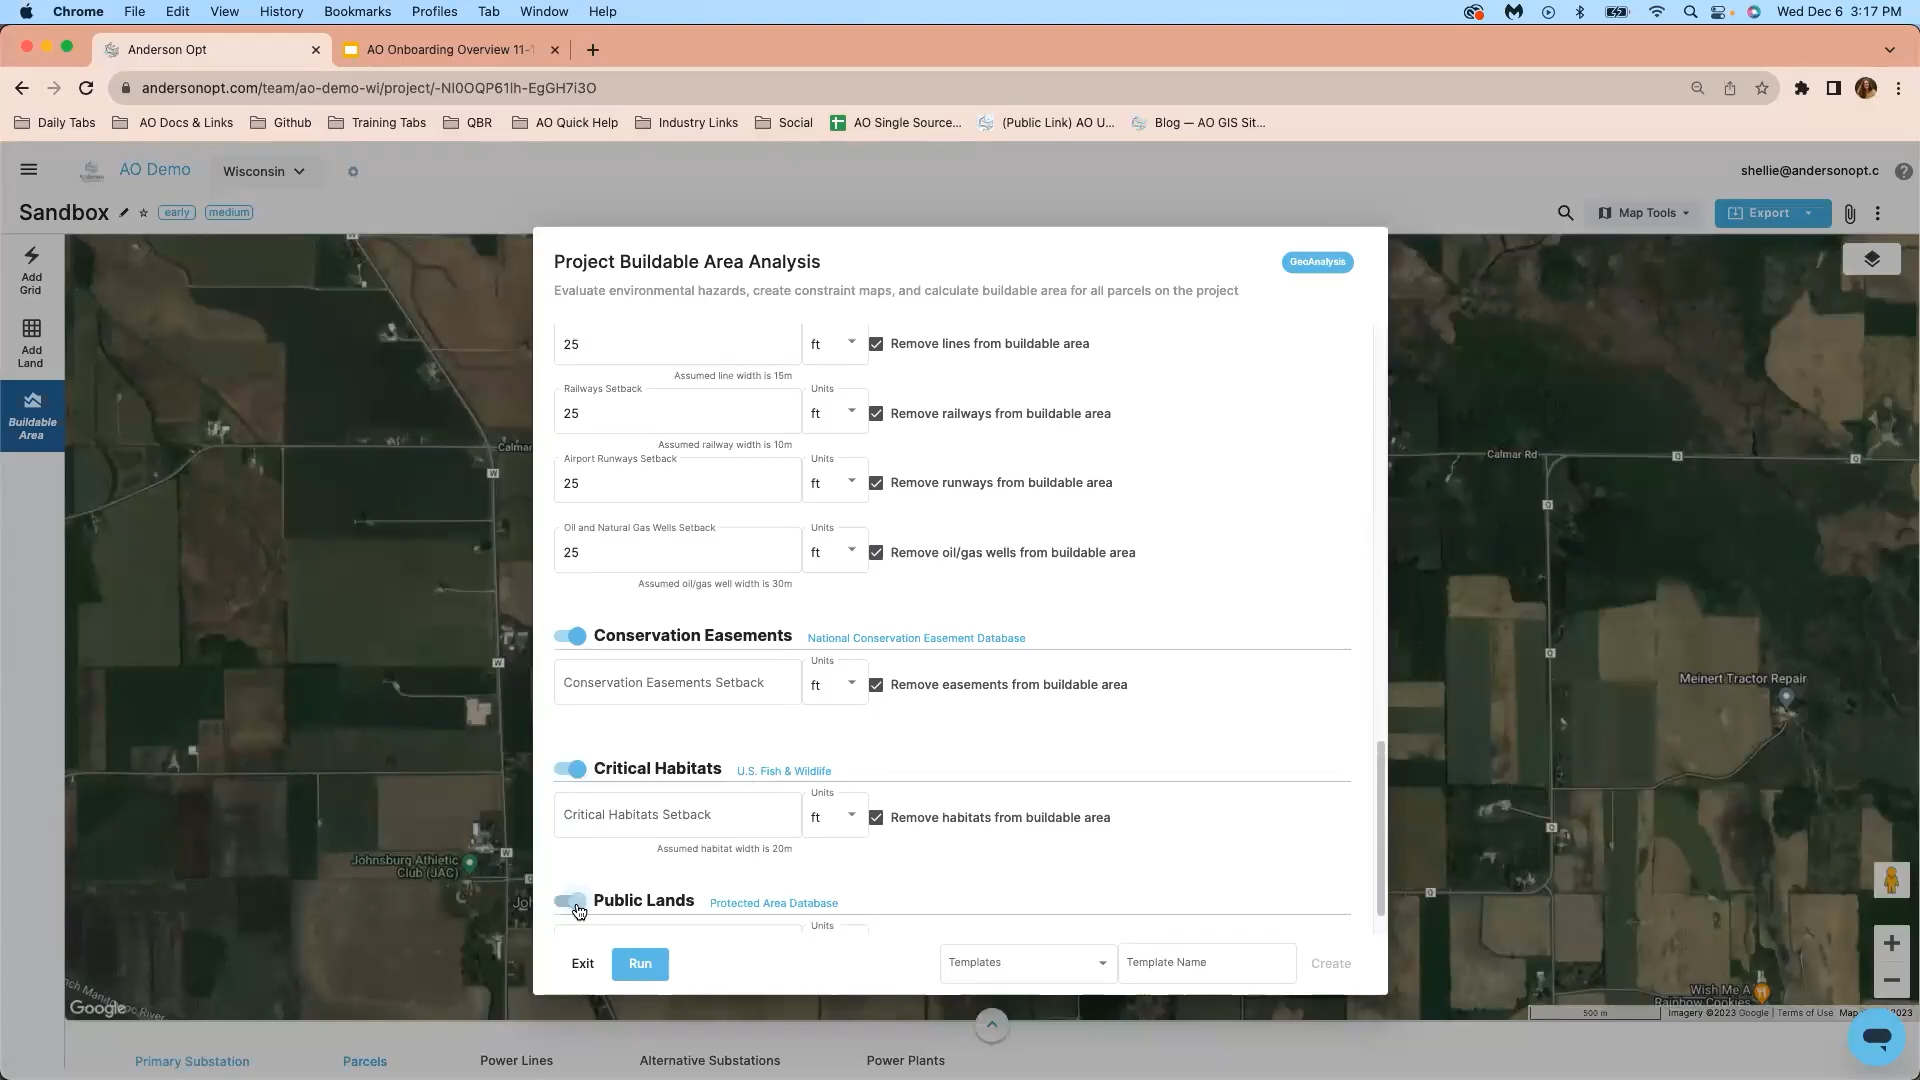 Chrome File Edit View History Bookmarks Profiles Tab Window Help Wed Dec 6 3:17 PM
Anderson Opt AO Onboarding Overview 11-1
andersonopt.com/team/ao-demo-wi/project/-NI0OQP61Ih-EgGH7i3O
Daily Tabs AO Docs & Links Github Training Tabs QBR AO Quick Help Industry Links Social AO Single Source... (Public Link) AO U... Blog — AO GIS Sit...
AO Demo Wisconsin shellie@andersonopt.c
Sandbox early medium Map Tools Export
Add
Grid
Add
Land
Buildable
Area
Project Buildable Area Analysis GeoAnalysis
Evaluate environmental hazards, create constraint maps, and calculate buildable area for all parcels on the project
25 ft Remove lines from buildable area
Assumed line width is 15m
Railways Setback Units
25 ft Remove railways from buildable area
Assumed railway width is 10m
Airport Runways Setback Units
25 ft Remove runways from buildable area
Oil and Natural Gas Wells Setback Units
25 ft Remove oil/gas wells from buildable area
Assumed oil/gas well width is 30m
Conservation Easements National Conservation Easement Database
Units
Conservation Easements Setback ft Remove easements from buildable area
Critical Habitats U.S. Fish & Wildlife
Units
Critical Habitats Setback ft Remove habitats from buildable area
Assumed habitat width is 20m
Public Lands Protected Area Database
Units
Exit Run Templates Template Name Create
Calmar
W
W
W
Johnsburg Athletic
Club (JAC)
Joh
Google
Calmar Rd
Q
Q
Q
Q
Q
Q
Q
Meinert Tractor Repair
Wish Me A
Rainbow Cookies
500 m Imagery ©2023 Google Terms of Use Map 2023
Primary Substation Parcels Power Lines Alternative Substations Power Plants